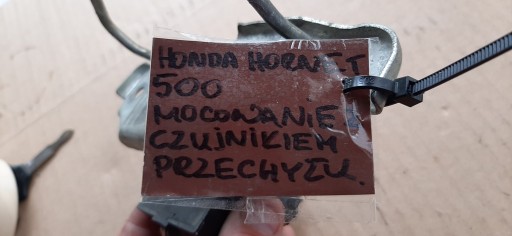 HONDA HORNET
500
MOCOWANIE
CZUJNIKIEM
PRZECHYŁU.